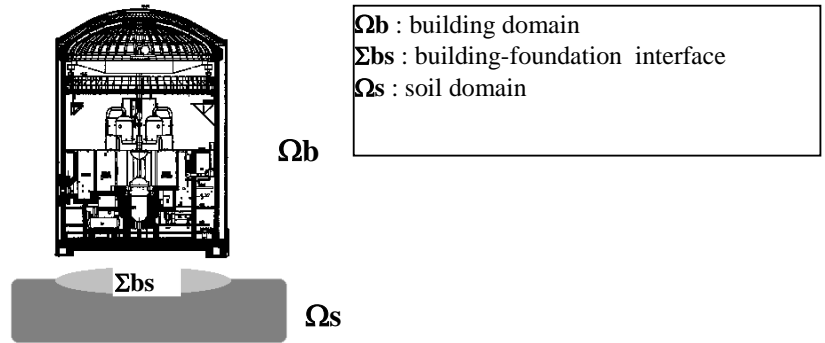 Ωb : building domain
Σbs : building-foundation interface
Ωs : soil domain
Ωb
Σbs
Ωs